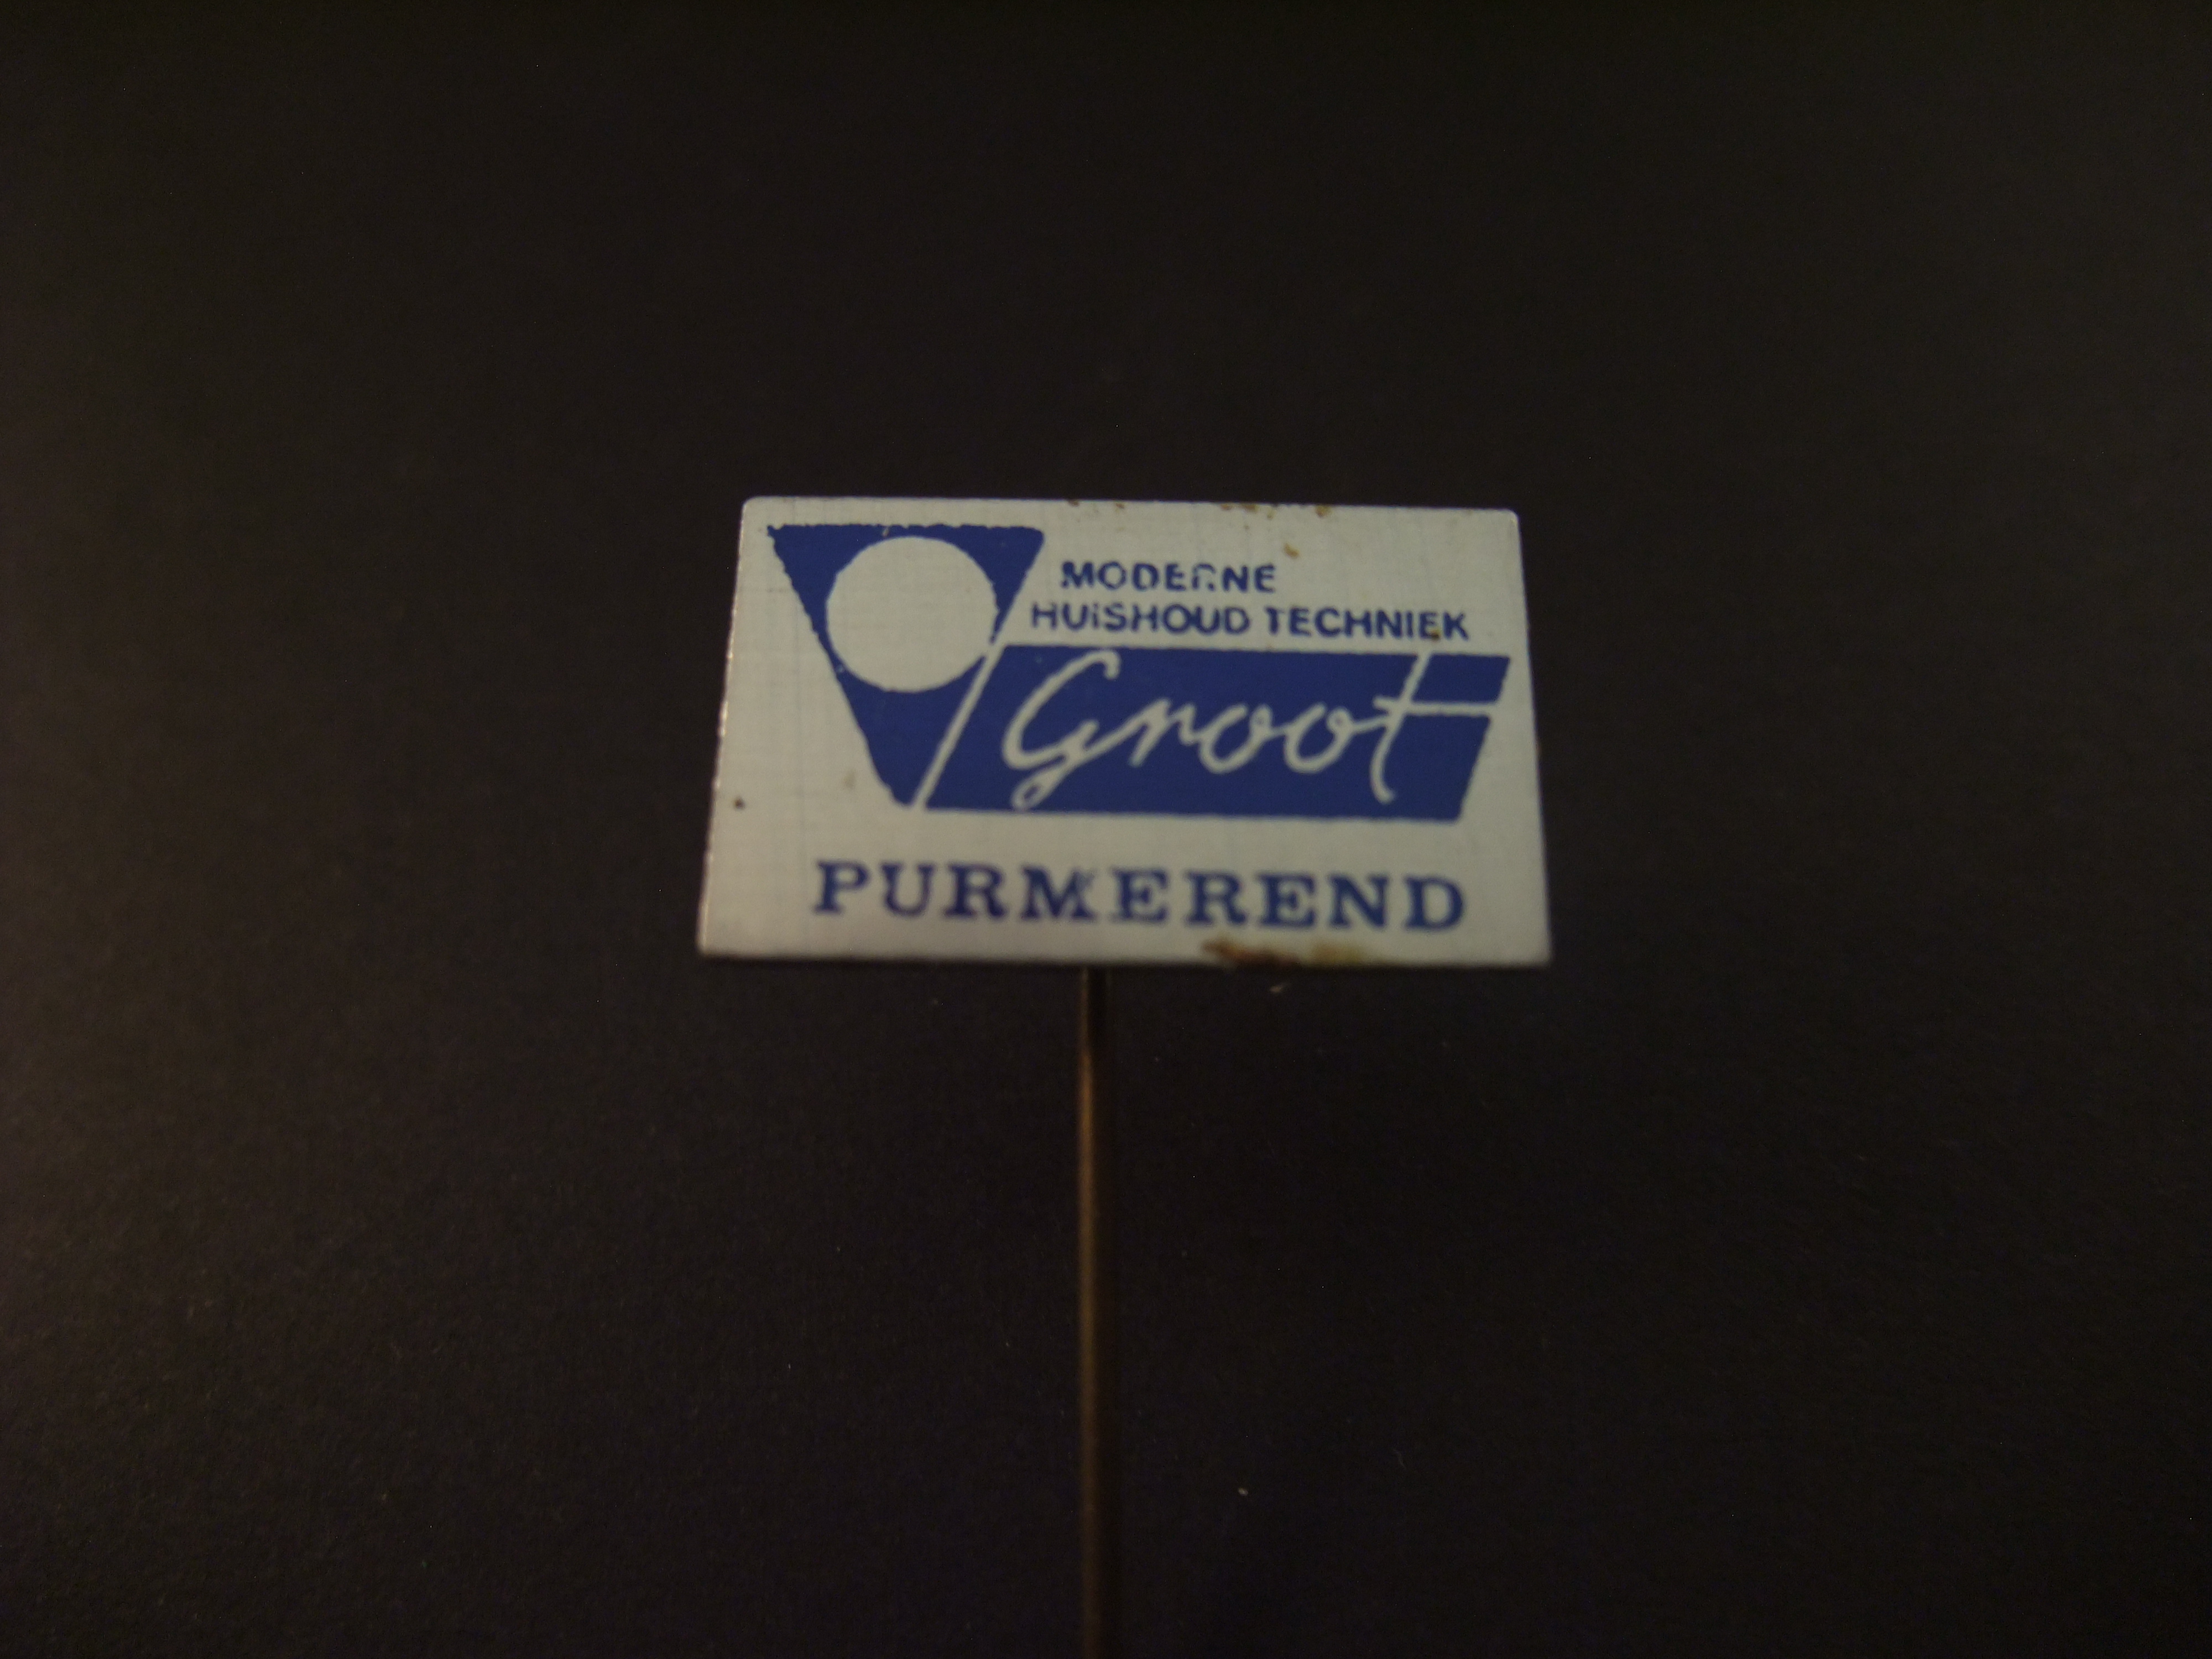 MODERNE
HUISHOUD TECHNIEK
Groot
PURMEREND